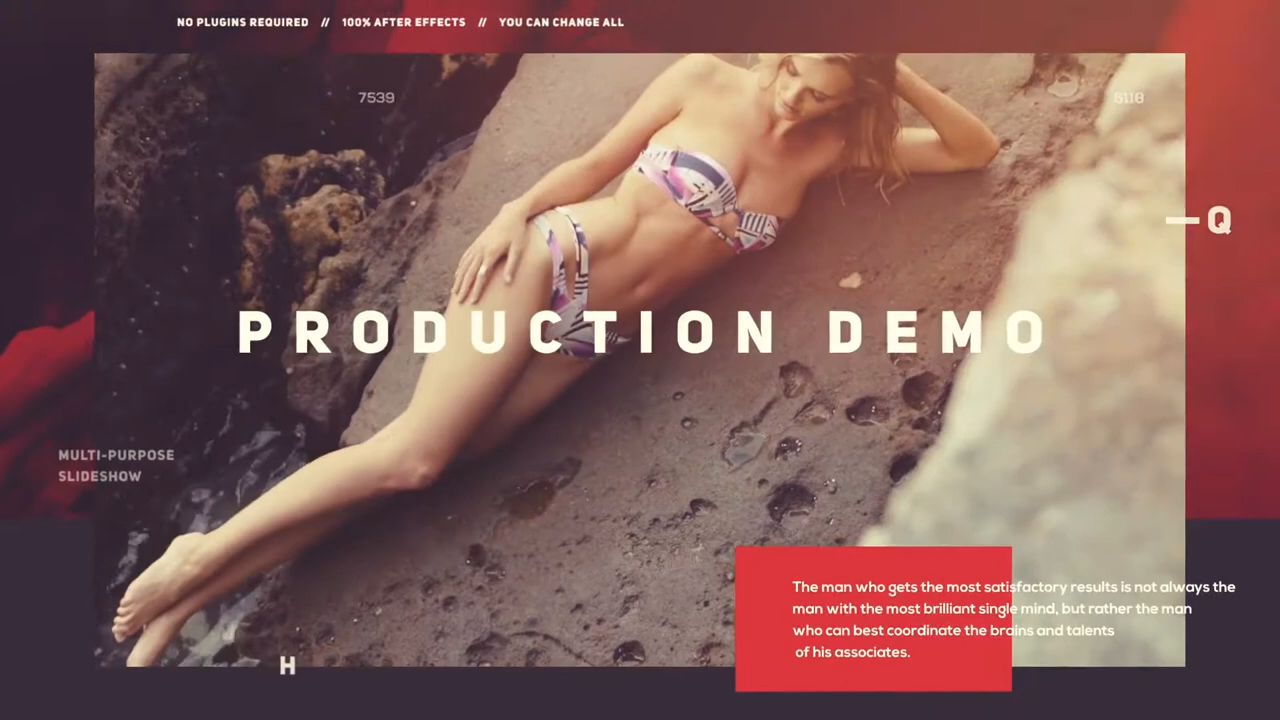 NO PLUGINS REQUIRED // 100% AFTER EFFECTS // YOU CAN CHANGE ALL
7539
6118
Q
PRODUCTION DEMO
MULTI-PURPOSE
SLIDESHOW
The man who gets the most satisfactory results is not always the
man with the most brilliant single mind, but rather the man
who can best coordinate the brains and talents
of his associates.
H